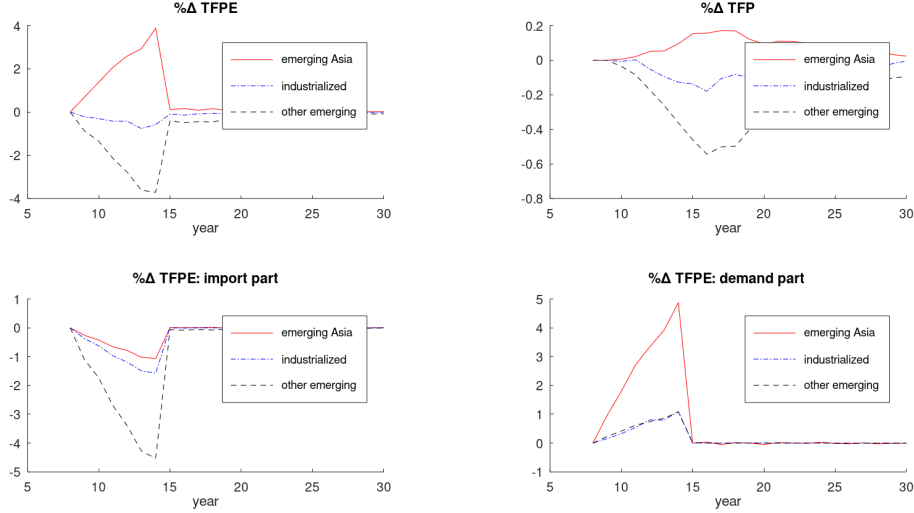 %Δ TFPE
4
2
0
-2
-4
5
10
15
20
25
30
year
emerging Asia
industrialized
other emerging
%Δ TFP
0.2
0
-0.2
-0.4
-0.6
-0.8
5
10
15
20
25
30
year
emerging Asia
industrialized
other emerging
%Δ TFPE: import part
1
0
-1
-2
-3
-4
-5
5
10
15
20
25
30
year
emerging Asia
industrialized
other emerging
%Δ TFPE: demand part
5
4
3
2
1
0
-1
5
10
15
20
25
30
year
emerging Asia
industrialized
other emerging